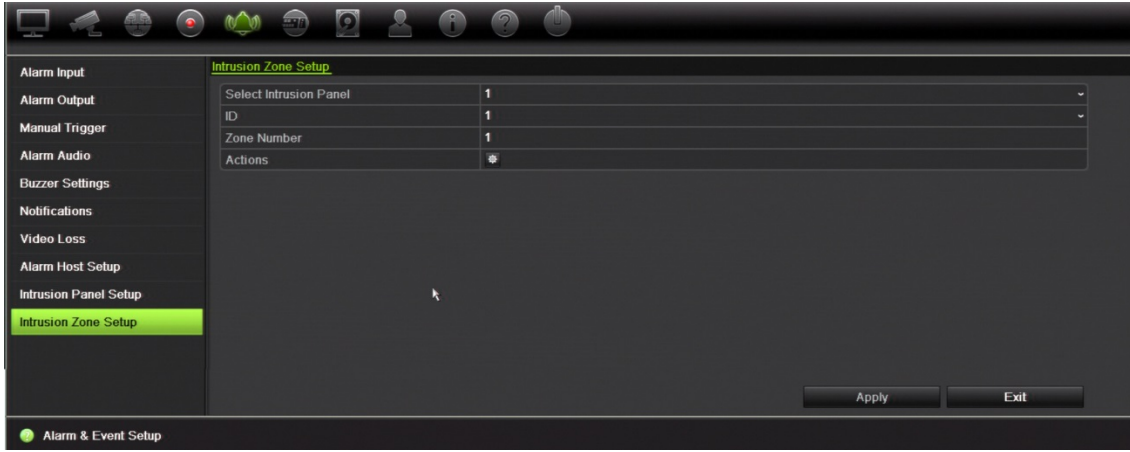 Alarm Input
Alarm Output
Manual Trigger
Alarm Audio
Buzzer Settings
Notifications
Video Loss
Alarm Host Setup
Intrusion Panel Setup
Intrusion Zone Setup
Intrusion Zone Setup
Select Intrusion Panel 1
ID 1
Zone Number 1
Actions
Apply Exit
Alarm & Event Setup